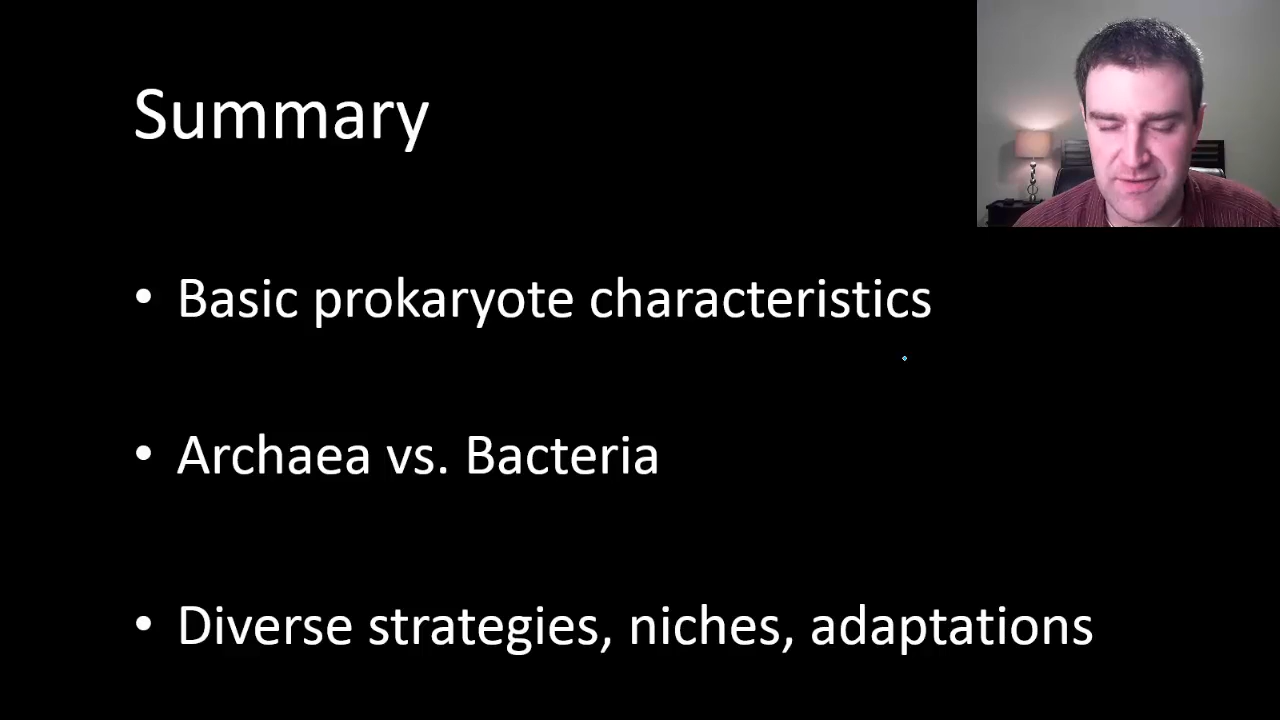 Summary
• Basic prokaryote characteristics
• Archaea vs. Bacteria
• Diverse strategies, niches, adaptations